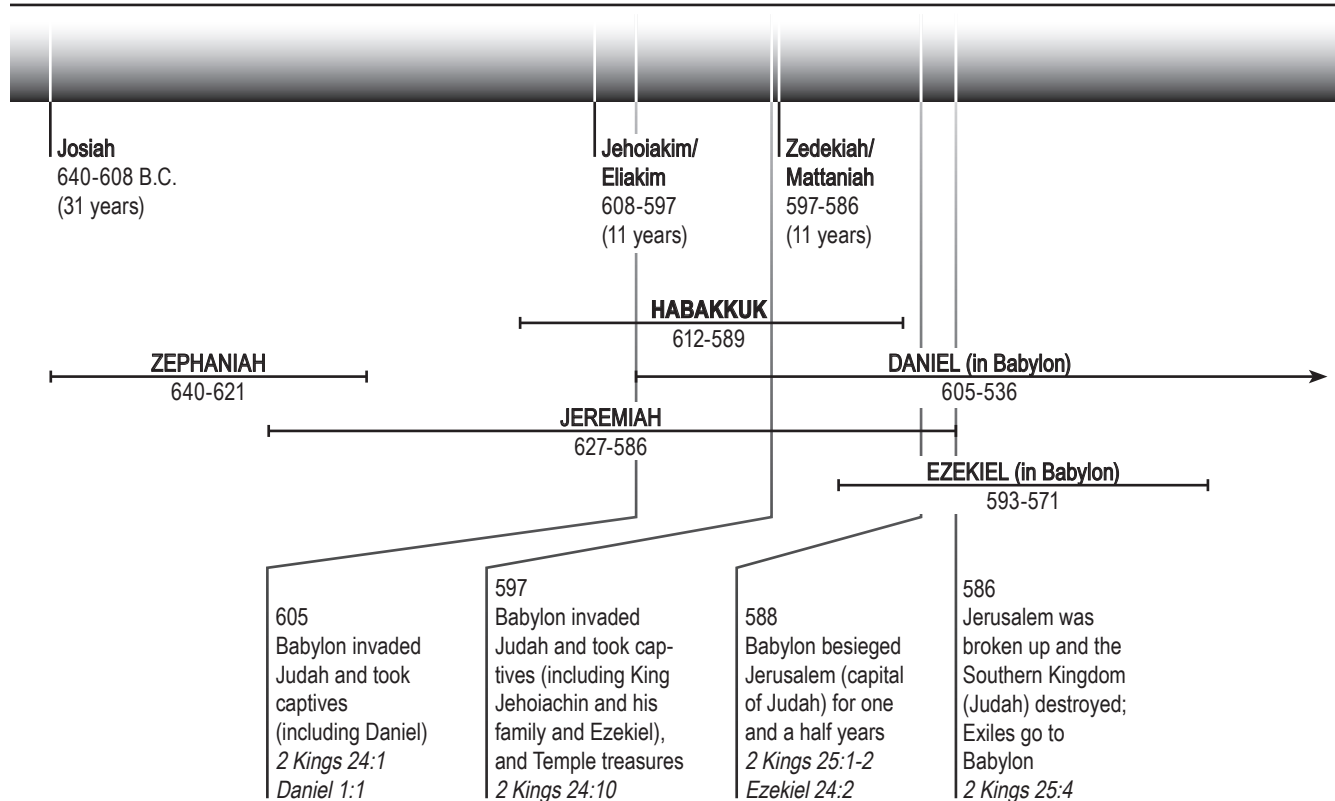 Josiah
640-608 B.C.
(31 years)
Jehoiakim/
Eliakim
608-597
(11 years)
Zedekiah/
Mattaniah
597-586
(11 years)
HABAKKUK
612-589
ZEPHANIAH
640-621
DANIEL (in Babylon)
605-536
JEREMIAH
627-586
EZEKIEL (in Babylon)
593-571
605
Babylon invaded
Judah and took
captives
(including Daniel)
2 Kings 24:1
Daniel 1:1
597
Babylon invaded
Judah and took cap-
tives (including King
Jehoiachin and his
family and Ezekiel),
and Temple treasures
2 Kings 24:10
588
Babylon besieged
Jerusalem (capital
of Judah) for one
and a half years
2 Kings 25:1-2
Ezekiel 24:2
586
Jerusalem was
broken up and the
Southern Kingdom
(Judah) destroyed;
Exiles go to
Babylon
2 Kings 25:4